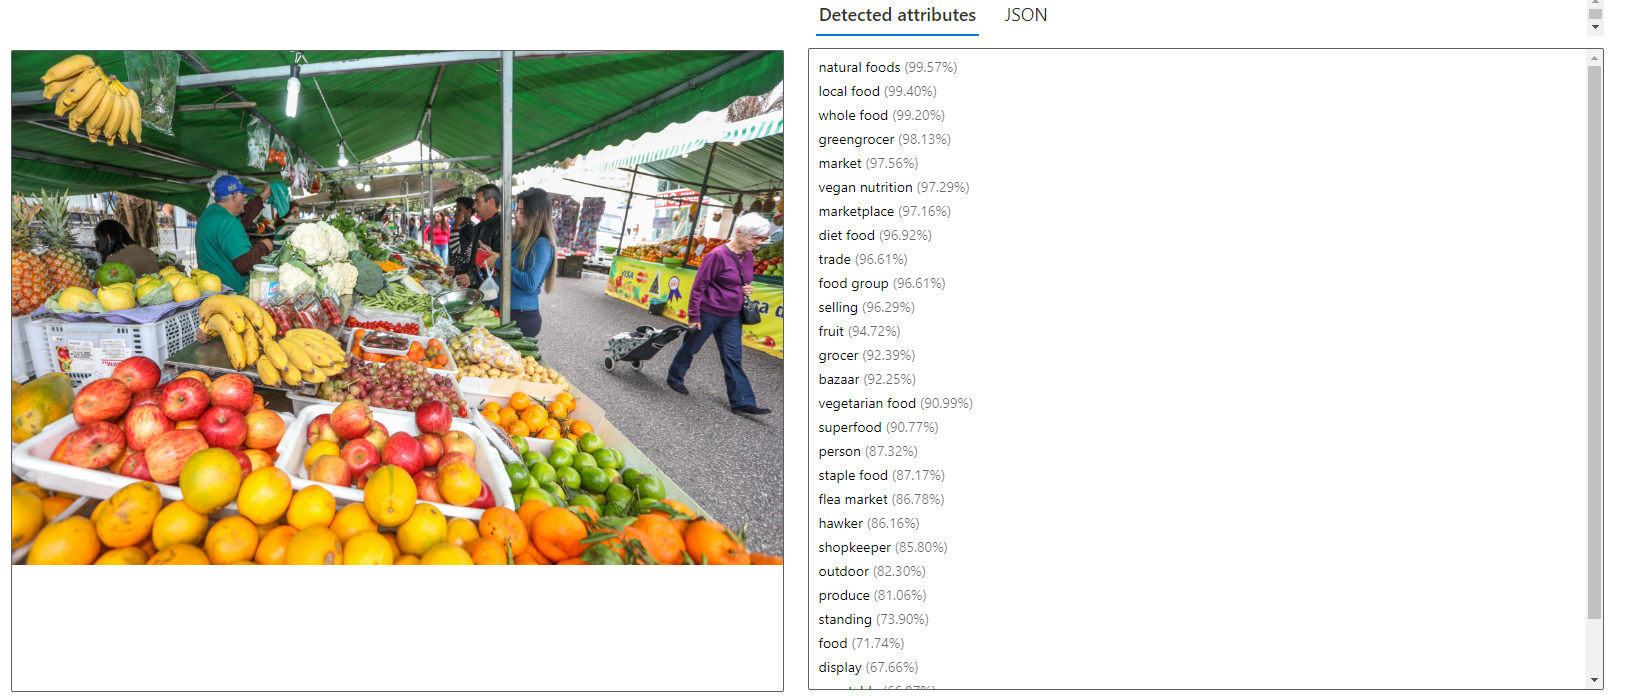 Detected attributes JSON
natural foods (99.57%)
local food (99.40%)
whole food (99.20%)
greengrocer (98.13%)
market (97.56%)
vegan nutrition (97.29%)
marketplace (97.16%)
diet food (96.92%)
trade (96.61%)
food group (96.61%)
selling (96.29%)
fruit (94.72%)
grocer (92.39%)
bazaar (92.25%)
vegetarian food (90.99%)
superfood (90.77%)
person (87.32%)
staple food (87.17%)
flea market (86.78%)
hawker (86.16%)
shopkeeper (85.80%)
outdoor (82.30%)
produce (81.06%)
standing (73.90%)
food (71.74%)
display (67.66%)
VISA